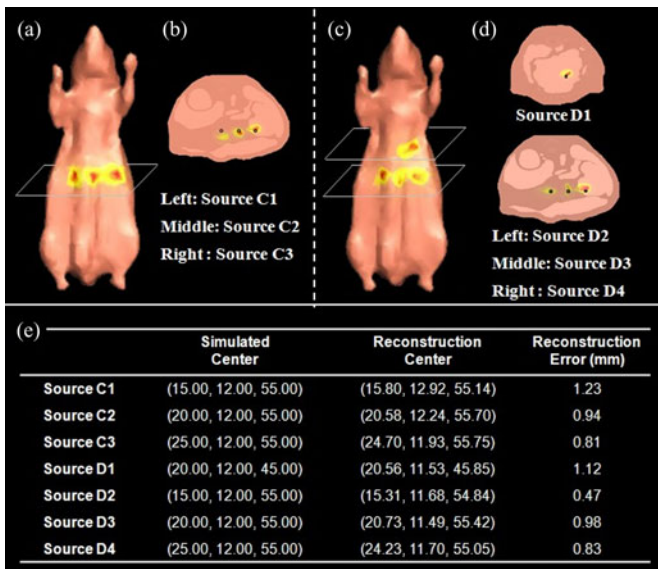 (a)
(b)
Left: Source C1
Middle: Source C2
Right : Source C3
(c)
(d)
Source D1
Left: Source D2
Middle: Source D3
Right : Source D4
(e)
Simulated Center Reconstruction Center Reconstruction Error (mm)
Source C1 (15.00, 12.00, 55.00) (15.80, 12.92, 55.14) 1.23
Source C2 (20.00, 12.00, 55.00) (20.58, 12.24, 55.70) 0.94
Source C3 (25.00, 12.00, 55.00) (24.70, 11.93, 55.75) 0.81
Source D1 (20.00, 12.00, 45.00) (20.56, 11.53, 45.85) 1.12
Source D2 (15.00, 12.00, 55.00) (15.31, 11.68, 54.84) 0.47
Source D3 (20.00, 12.00, 55.00) (20.73, 11.49, 55.42) 0.98
Source D4 (25.00, 12.00, 55.00) (24.23, 11.70, 55.05) 0.83